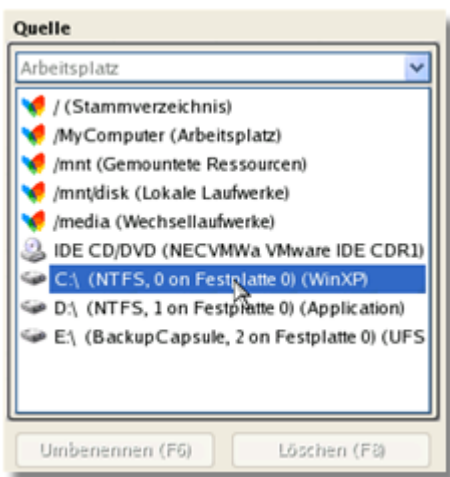 Quelle
Arbeitsplatz
/ (Stammverzeichnis)
/MyComputer (Arbeitsplatz)
/mnt (Gemountete Ressourcen)
/mnt/disk (Lokale Laufwerke)
/media (Wechsellaufwerke)
IDE CD/DVD (NECVMWa VMware IDE CDR1)
C:\ (NTFS, 0 on Festplatte 0) (WinXP)
D:\ (NTFS, 1 on Festplatte 0) (Application)
E:\ (BackupCapsule, 2 on Festplatte 0) (UFS
Umbenennen (F6) Löschen (F8)